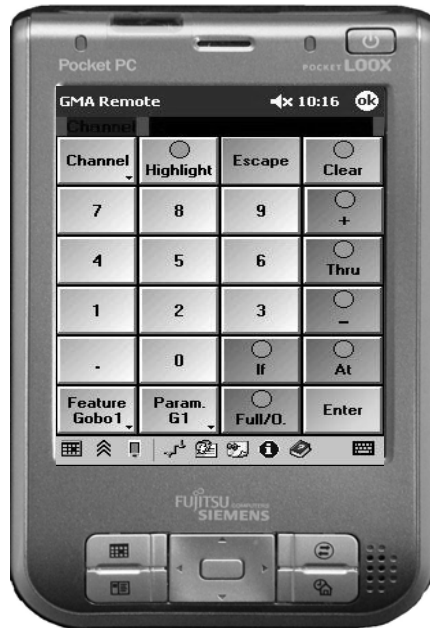 Pocket PC
POCKET LOOX
GMA Remote 10:16 ok
Channel
Channel Highlight Escape Clear
7 8 9 +
4 5 6 Thru
1 2 3 −
. 0 If At
Feature Gobo1 Param. G1 Full/O. Enter
FUJITSU COMPUTERS
SIEMENS